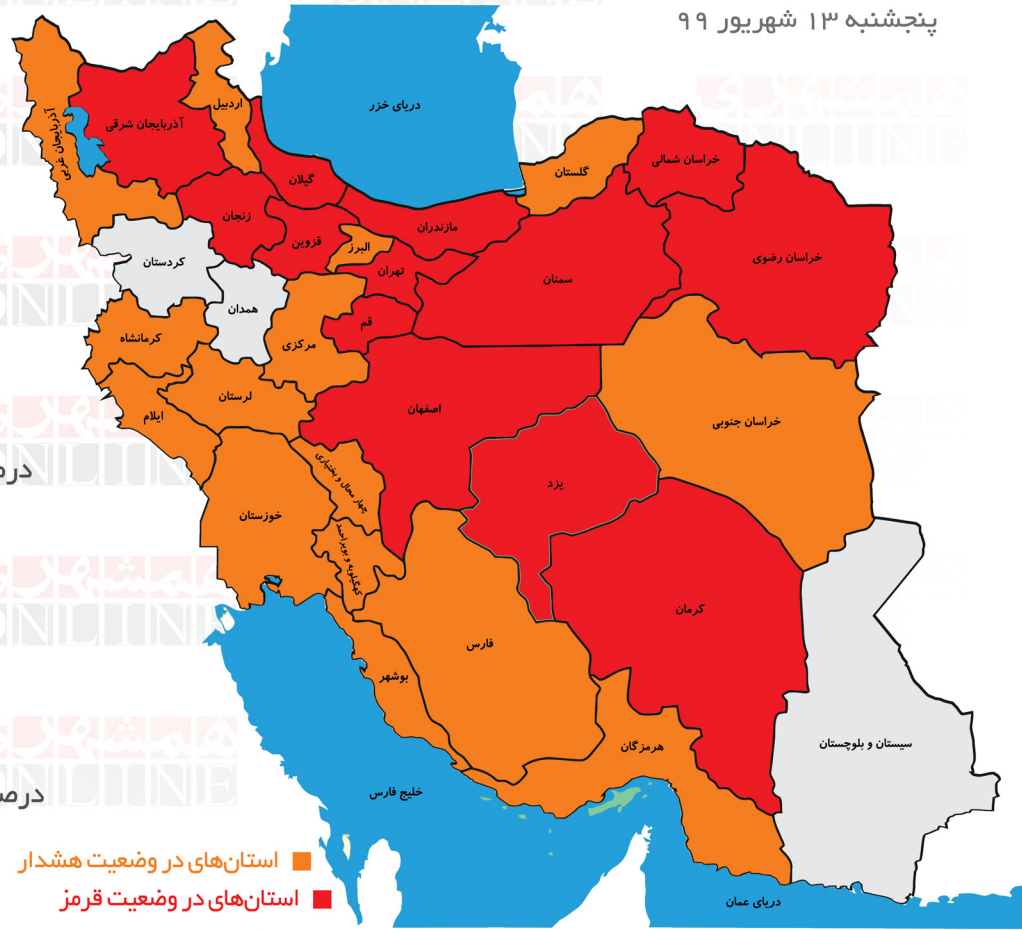 پنجشنبه ۱۳ شهریور ۹۹
دریای خزر
اردبیل
آذربایجان شرقی
آذربایجان غربی
گیلان
گلستان
خراسان شمالی
زنجان
مازندران
قزوین
البرز
تهران
سمنان
خراسان رضوی
کردستان
همدان
قم
مرکزی
کرمانشاه
لرستان
ایلام
اصفهان
خراسان جنوبی
چهار محال و بختیاری
یزد
خوزستان
کهگیلویه و بویراحمد
کرمان
فارس
بوشهر
هرمزگان
سیستان و بلوچستان
خلیج فارس
دریای عمان
استان‌های در وضعیت هشدار
استان‌های در وضعیت قرمز
همشهری
ONLINE